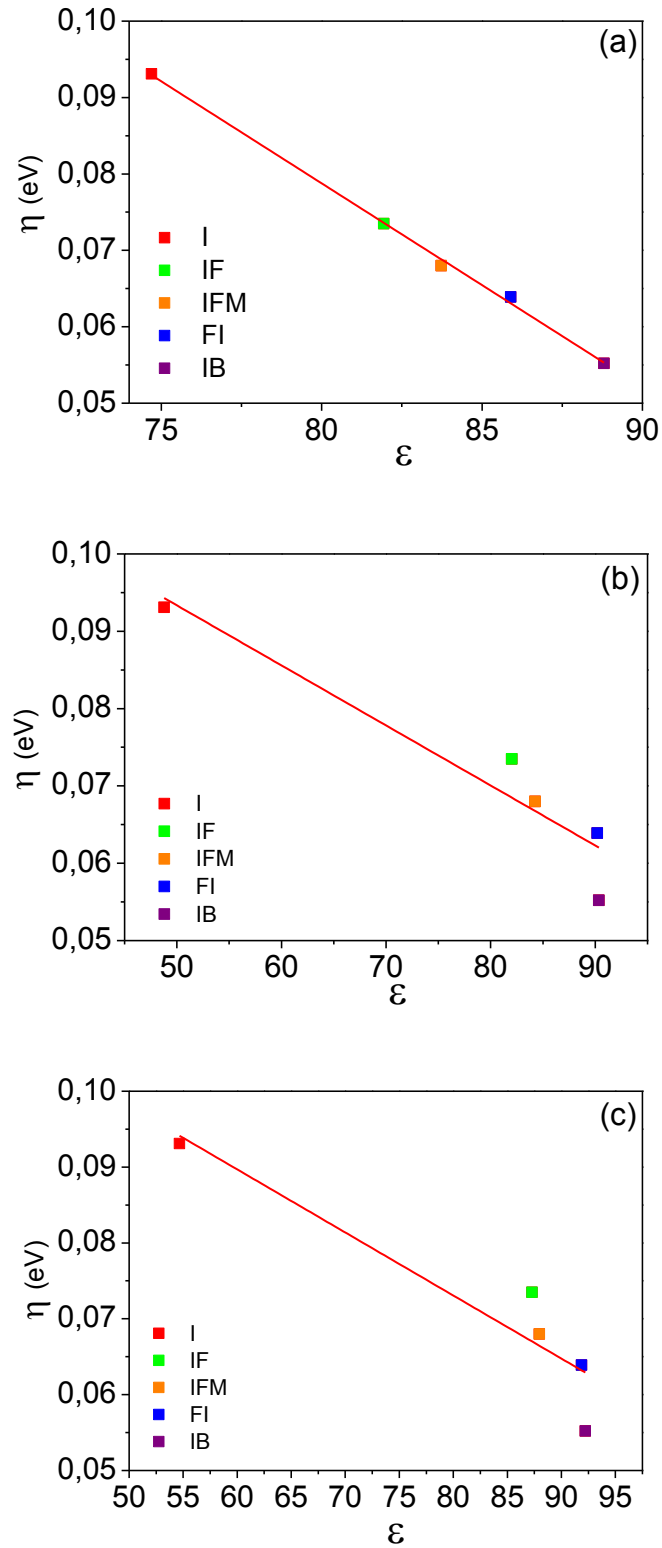 (a)
0,10
0,09
0,08
0,07
0,06
0,05
η (eV)
I
IF
IFM
FI
IB
75 80 85 90
ε
(b)
0,10
0,09
0,08
0,07
0,06
0,05
η (eV)
I
IF
IFM
FI
IB
50 60 70 80 90
ε
(c)
0,10
0,09
0,08
0,07
0,06
0,05
η (eV)
I
IF
IFM
FI
IB
50 55 60 65 70 75 80 85 90 95
ε